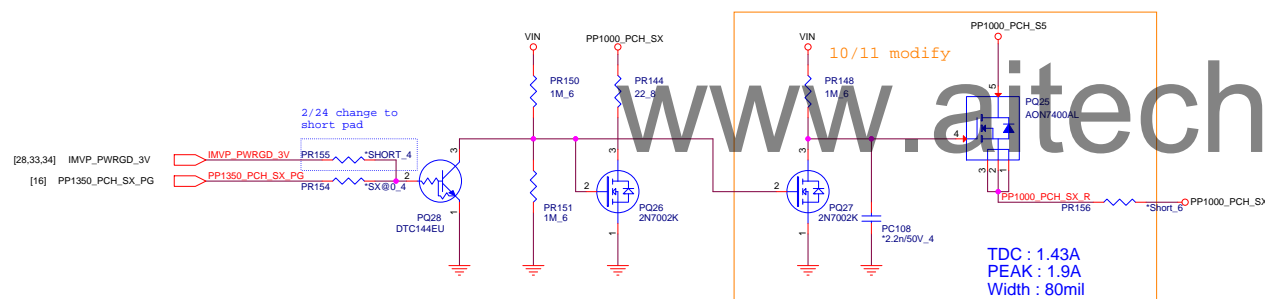 VIN
PP1000_PCH_SX
VIN
PP1000_PCH_S5
10/11 modify
PR150
1M_6
PR144
22_8
PR148
1M_6
5
PQ25
AON7400AL
www.aitech
2/24 change to
short pad
4
[28,33,34] IMVP_PWRGD_3V
IMVP_PWRGD_3V
PR155
*SHORT_4
3
3
3
3
2
1
[16] PP1350_PCH_SX_PG
PP1350_PCH_SX_PG
PR154
*SX@0_4
2
2
2
PQ28
DTC144EU
1
PR151
1M_6
PQ26
2N7002K
1
PQ27
2N7002K
1
PC108
*2.2n/50V_4
PP1000_PCH_SX_R
PR156
*Short_6
PP1000_PCH_SX
TDC : 1.43A
PEAK : 1.9A
Width : 80mil